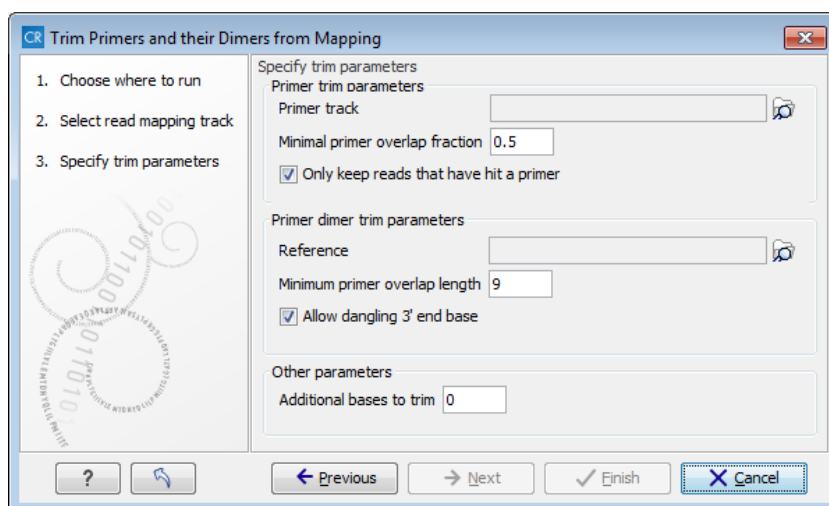 CR Trim Primers and their Dimers from Mapping
1. Choose where to run
2. Select read mapping track
3. Specify trim parameters
Specify trim parameters
Primer trim parameters
Primer track
Minimal primer overlap fraction 0.5
Only keep reads that have hit a primer
Primer dimer trim parameters
Reference
Minimum primer overlap length 9
Allow dangling 3' end base
Other parameters
Additional bases to trim 0
? Previous Next Finish Cancel